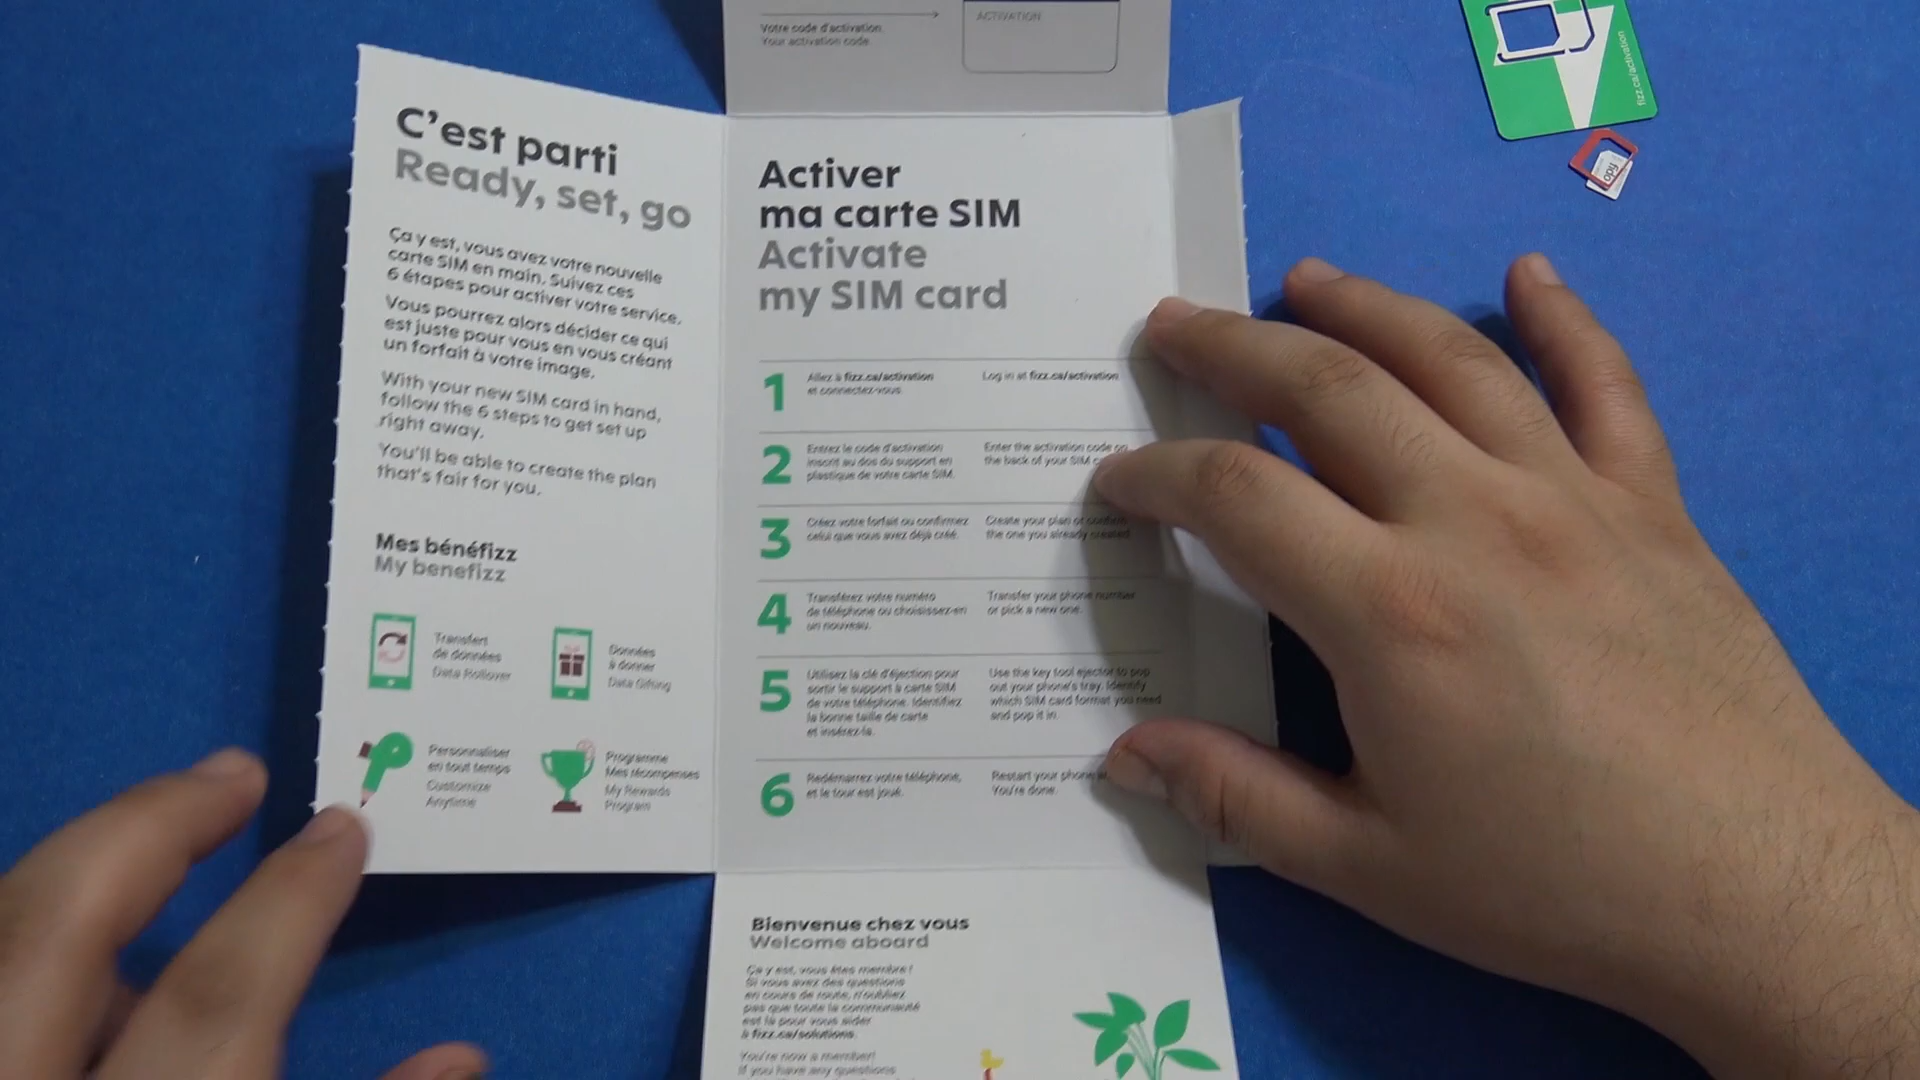 Votre code d'activation
Your activation code
ACTIVATION
fizz.ca/activation
C'est parti
Ready, set, go
Ça y est, vous avez votre nouvelle
carte SIM en main. Suivez ces
6 étapes pour activer votre service.
Vous pourrez alors décider ce qui
est juste pour vous en vous créant
un forfait à votre image.
With your new SIM card in hand,
follow the 6 steps to get set up
right away.
You'll be able to create the plan
that's fair for you.
Mes bénéfizz
My benefizz
Transfert
de données
Data Rollover
Données
à donner
Data Gifting
Personnaliser
en tout temps
Customize
Anytime
Programme
Mes récompenses
My Rewards
Program
Activer
ma carte SIM
Activate
my SIM card
1
Allez à fizz.ca/activation
et connectez-vous.
Log in at fizz.ca/activation
2
Entrez le code d'activation
inscrit au dos du support en
plastique de votre carte SIM.
Enter the activation code on
the back of your SIM
3
Créez votre forfait ou confirmez
celui que vous avez déjà créé.
Create your plan or confirm
the one you already created.
4
Transférez votre numéro
de téléphone ou choisissez-en
un nouveau.
Transfer your phone number
or pick a new one.
5
Utilisez la clé d'éjection pour
sortir le support à carte SIM
de votre téléphone. Identifiez
la bonne taille de carte
et insérez-la.
Use the key tool ejector to pop
out your phone's tray. Identify
which SIM card format you need
and pop it in.
6
Redémarrez votre téléphone,
et le tour est joué.
Restart your phone
You're done.
Bienvenue chez vous
Welcome aboard
Ça y est, vous êtes membre !
Si vous avez des questions
en cours de route, n'oubliez
pas que toute la communauté
est là pour vous aider
à fizz.ca/solutions.
You're now a member!
If you have any questions